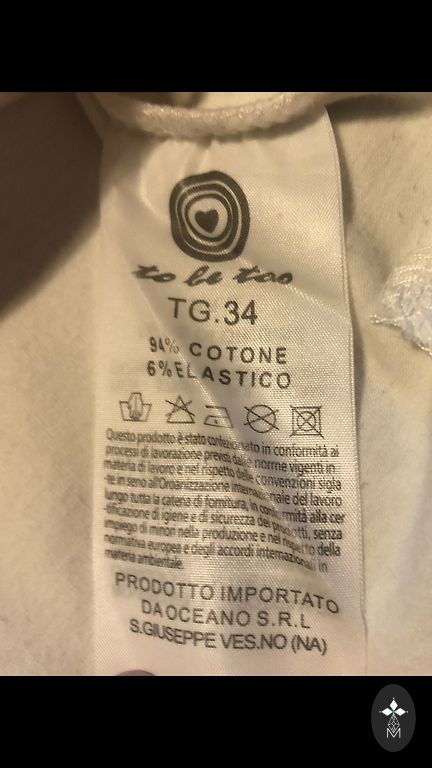 to be too
TG.34
94% COTONE
6% ELASTICO
Questo prodotto è stato confezionato in conformità ai
processi di lavorazione previsti dalle norme vigenti in
materia di lavoro e nel rispetto delle convenzioni sigla
-te in seno all'Oraanizzazione internazionale del lavoro
lungo tutta la catena di fornitura, in conformità alla cer
-tificazione di igiene e di sicurezza dei prodotti, senza
impiego di minori nella produzione e nel rispetto della
normativa europea e degli accordi internazionali in
materia ambientale.
PRODOTTO IMPORTATO
DA OCEANO S.R.L
S.GIUSEPPE VES.NO (NA)
M